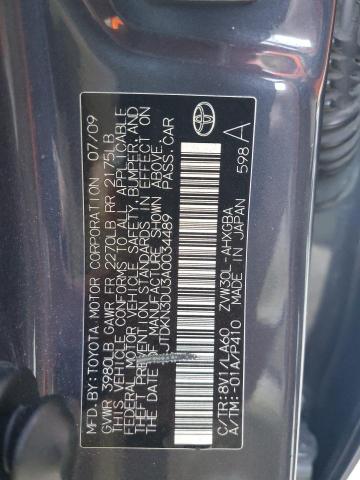 MFD. BY: TOYOTA MOTOR CORPORATION 07/09
GVWR 3980LB GAWR FR 2270LB RR 2175LB
THIS VEHICLE CONFORMS TO ALL APPLICABLE
FEDERAL MOTOR VEHICLE SAFETY, BUMPER, AND
THEFT PREVENTION STANDARDS IN EFFECT ON
THE DATE OF MANUFACTURE SHOWN ABOVE.
JTDKN3DU3A0034489 PASS.CAR
C/TR: 8V1/LA60 ZVW30L-AHXGBA
A/TM: -01A/P410 MADE IN JAPAN
598 A
TOYOTA